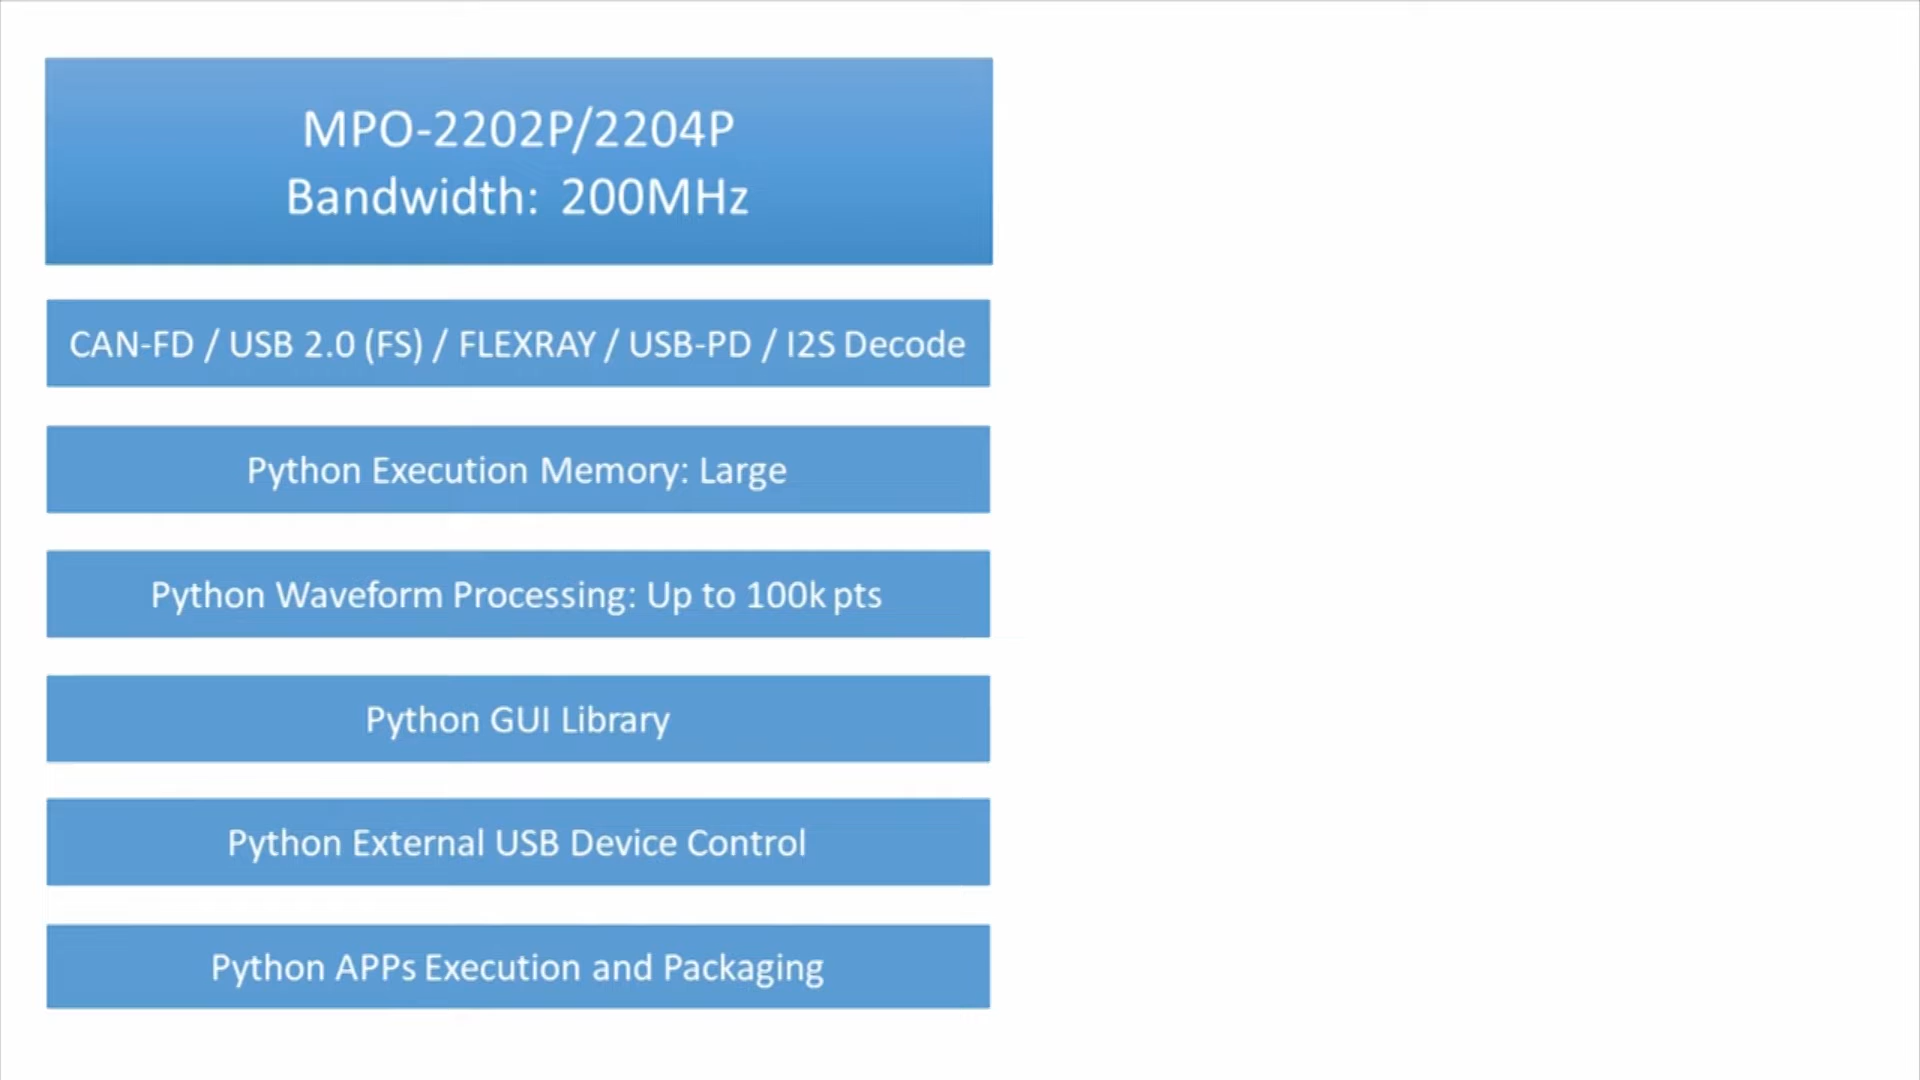 MPO-2202P/2204P
Bandwidth: 200MHz
CAN-FD / USB 2.0 (FS) / FLEXRAY / USB-PD / I2S Decode
Python Execution Memory: Large
Python Waveform Processing: Up to 100k pts
Python GUI Library
Python External USB Device Control
Python APPs Execution and Packaging